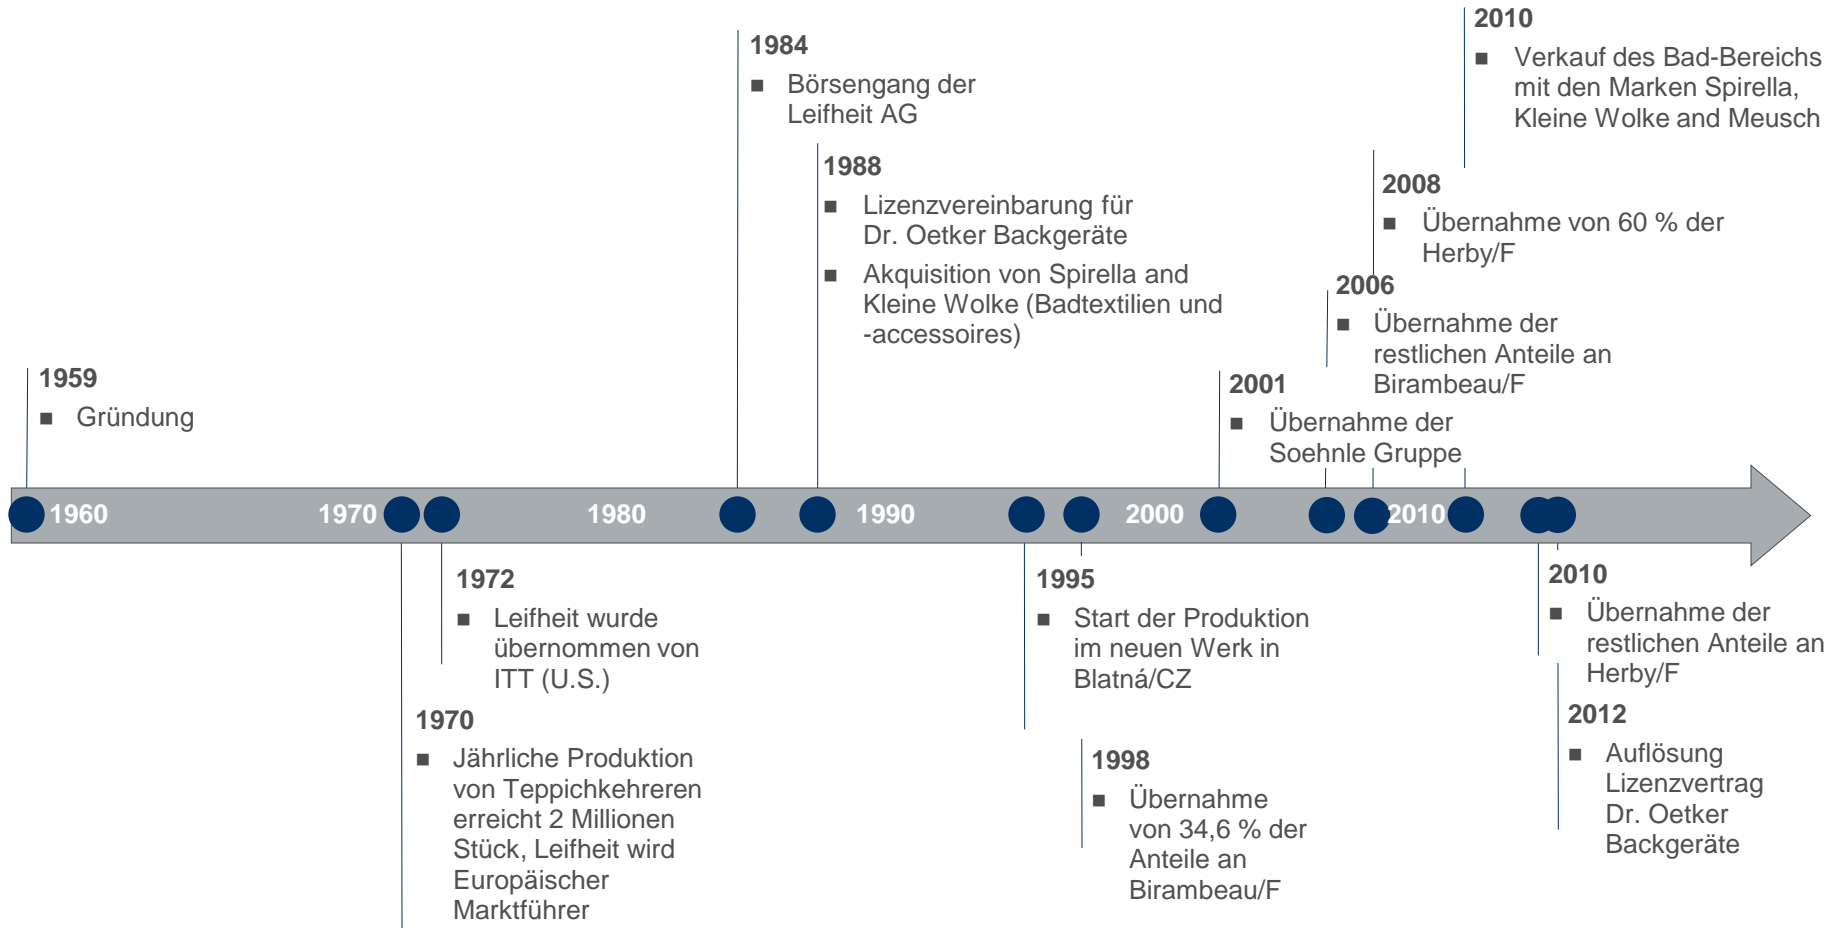 2010
■ Verkauf des Bad-Bereichs
mit den Marken Spirella,
Kleine Wolke and Meusch
1984
■ Börsengang der
Leifheit AG
1988
■ Lizenzvereinbarung für
Dr. Oetker Backgeräte
■ Akquisition von Spirella and
Kleine Wolke (Badtextilien und
-accessoires)
2008
■ Übernahme von 60 % der
Herby/F
2006
■ Übernahme der
restlichen Anteile an
Birambeau/F
1959
■ Gründung
2001
■ Übernahme der
Soehnle Gruppe
1960 1970 1980 1990 2000 2010
1972
■ Leifheit wurde
übernommen von
ITT (U.S.)
1970
■ Jährliche Produktion
von Teppichkehreren
erreicht 2 Millionen
Stück, Leifheit wird
Europäischer
Marktführer
1995
■ Start der Produktion
im neuen Werk in
Blatná/CZ
1998
■ Übernahme
von 34,6 % der
Anteile an
Birambeau/F
2010
■ Übernahme der
restlichen Anteile an
Herby/F
2012
■ Auflösung
Lizenzvertrag
Dr. Oetker
Backgeräte